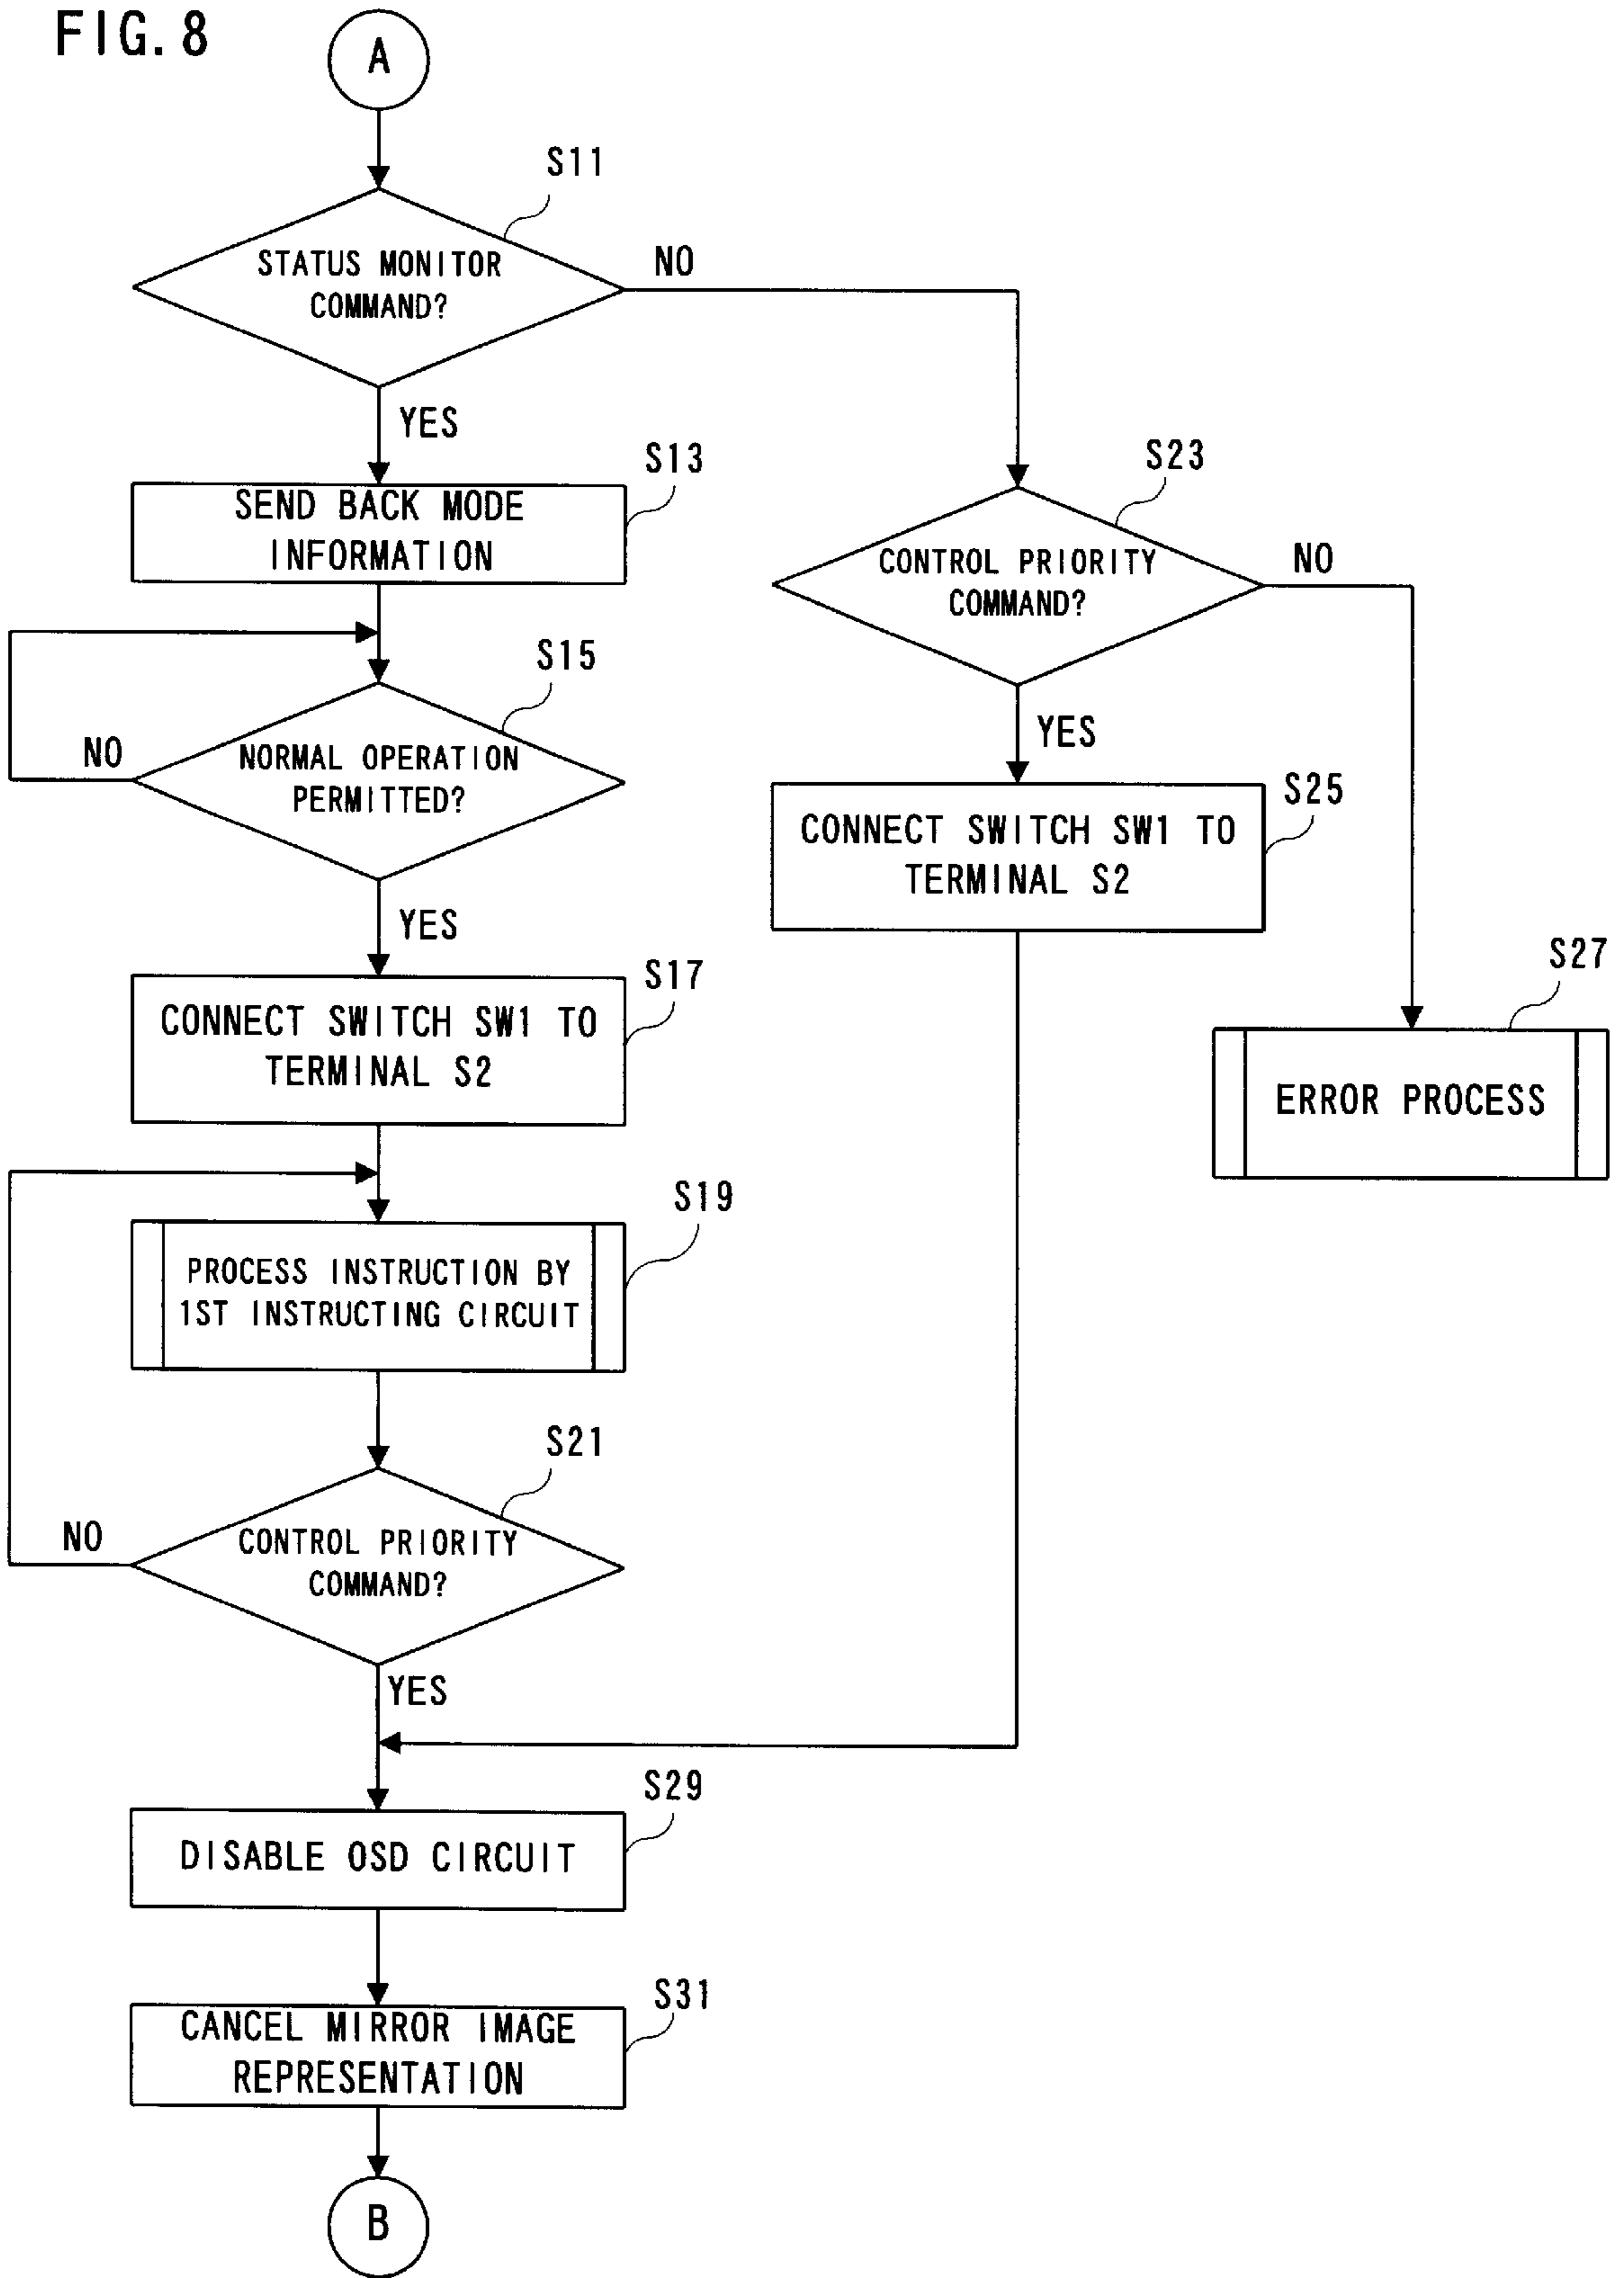 FIG. 8
A
S11
STATUS MONITOR
COMMAND?
NO
YES
S13
SEND BACK MODE
INFORMATION
S15
NORMAL OPERATION
PERMITTED?
NO
YES
S17
CONNECT SWITCH SW1 TO
TERMINAL S2
S19
PROCESS INSTRUCTION BY
1ST INSTRUCTING CIRCUIT
S21
CONTROL PRIORITY
COMMAND?
NO
YES
S23
CONTROL PRIORITY
COMMAND?
NO
YES
S25
CONNECT SWITCH SW1 TO
TERMINAL S2
S27
ERROR PROCESS
S29
DISABLE OSD CIRCUIT
S31
CANCEL MIRROR IMAGE
REPRESENTATION
B